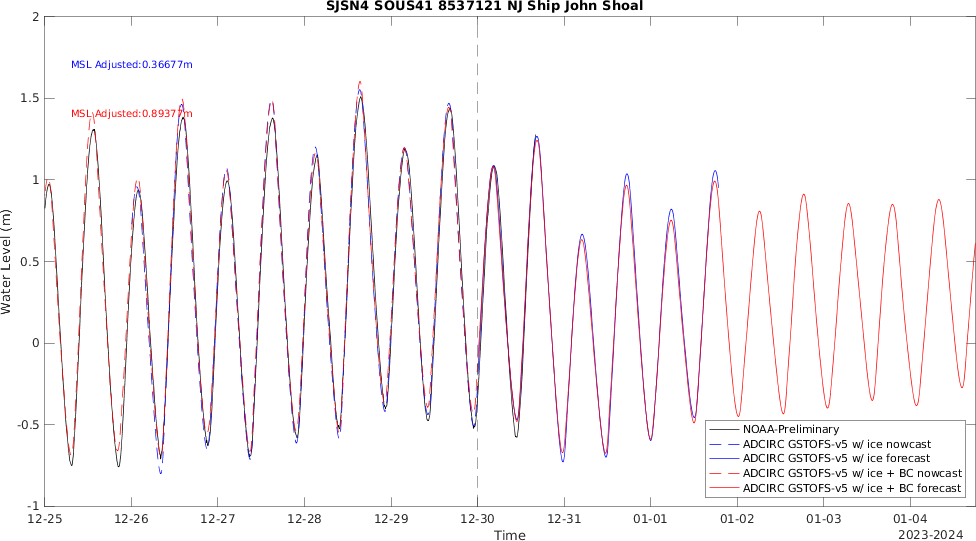 SJSN4 SOUS41 8537121 NJ Ship John Shoal
2
1.5
1
0.5
0
-0.5
-1
Water Level (m)
MSL Adjusted:0.36677m
MSL Adjusted:0.89377m
NOAA-Preliminary
ADCIRC GSTOFS-v5 w/ ice nowcast
ADCIRC GSTOFS-v5 w/ ice forecast
ADCIRC GSTOFS-v5 w/ ice + BC nowcast
ADCIRC GSTOFS-v5 w/ ice + BC forecast
12-25 12-26 12-27 12-28 12-29 12-30 12-31 01-01 01-02 01-03 01-04
Time
2023-2024